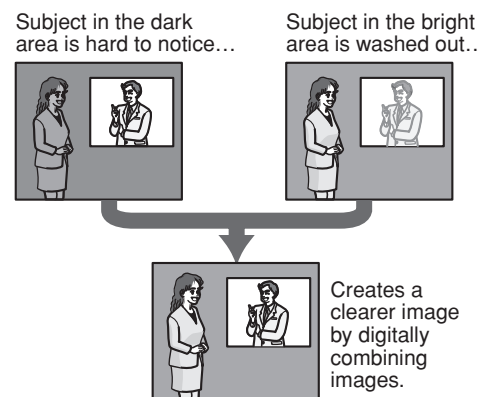 Subject in the dark
area is hard to notice…
Subject in the bright
area is washed out..
Creates a
clearer image
by digitally
combining
images.